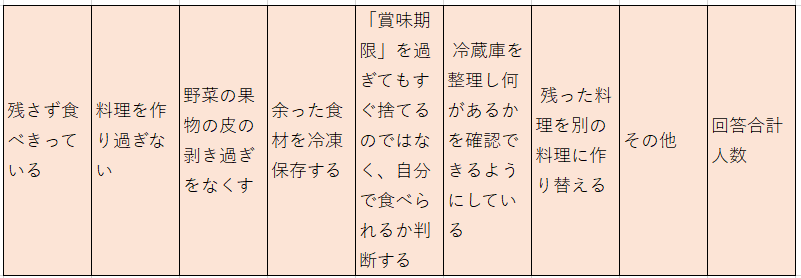 残さず食
べきって
いる
料理を作
り過ぎな
い
野菜の果
物の皮の
剥き過ぎ
をなくす
余った食
材を冷凍
保存する
「賞味期
限」を過
ぎてもす
ぐ捨てる
のではな
く、自分
で食べら
れるか判
断する
冷蔵庫を
整理し何
があるか
を確認で
きるよう
にしてい
る
残った料
理を別の
料理に作
り替える
その他
回答合計
人数